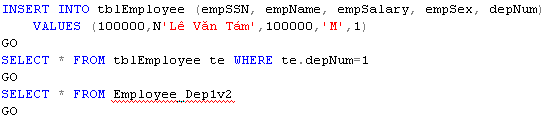 INSERT INTO tblEmployee (empSSN, empName, empSalary, empSex, depNum)
VALUES (100000,N'Lê Văn Tám',100000,'M',1)
GO
SELECT * FROM tblEmployee te WHERE te.depNum=1
GO
SELECT * FROM Employee_Dep1v2
GO